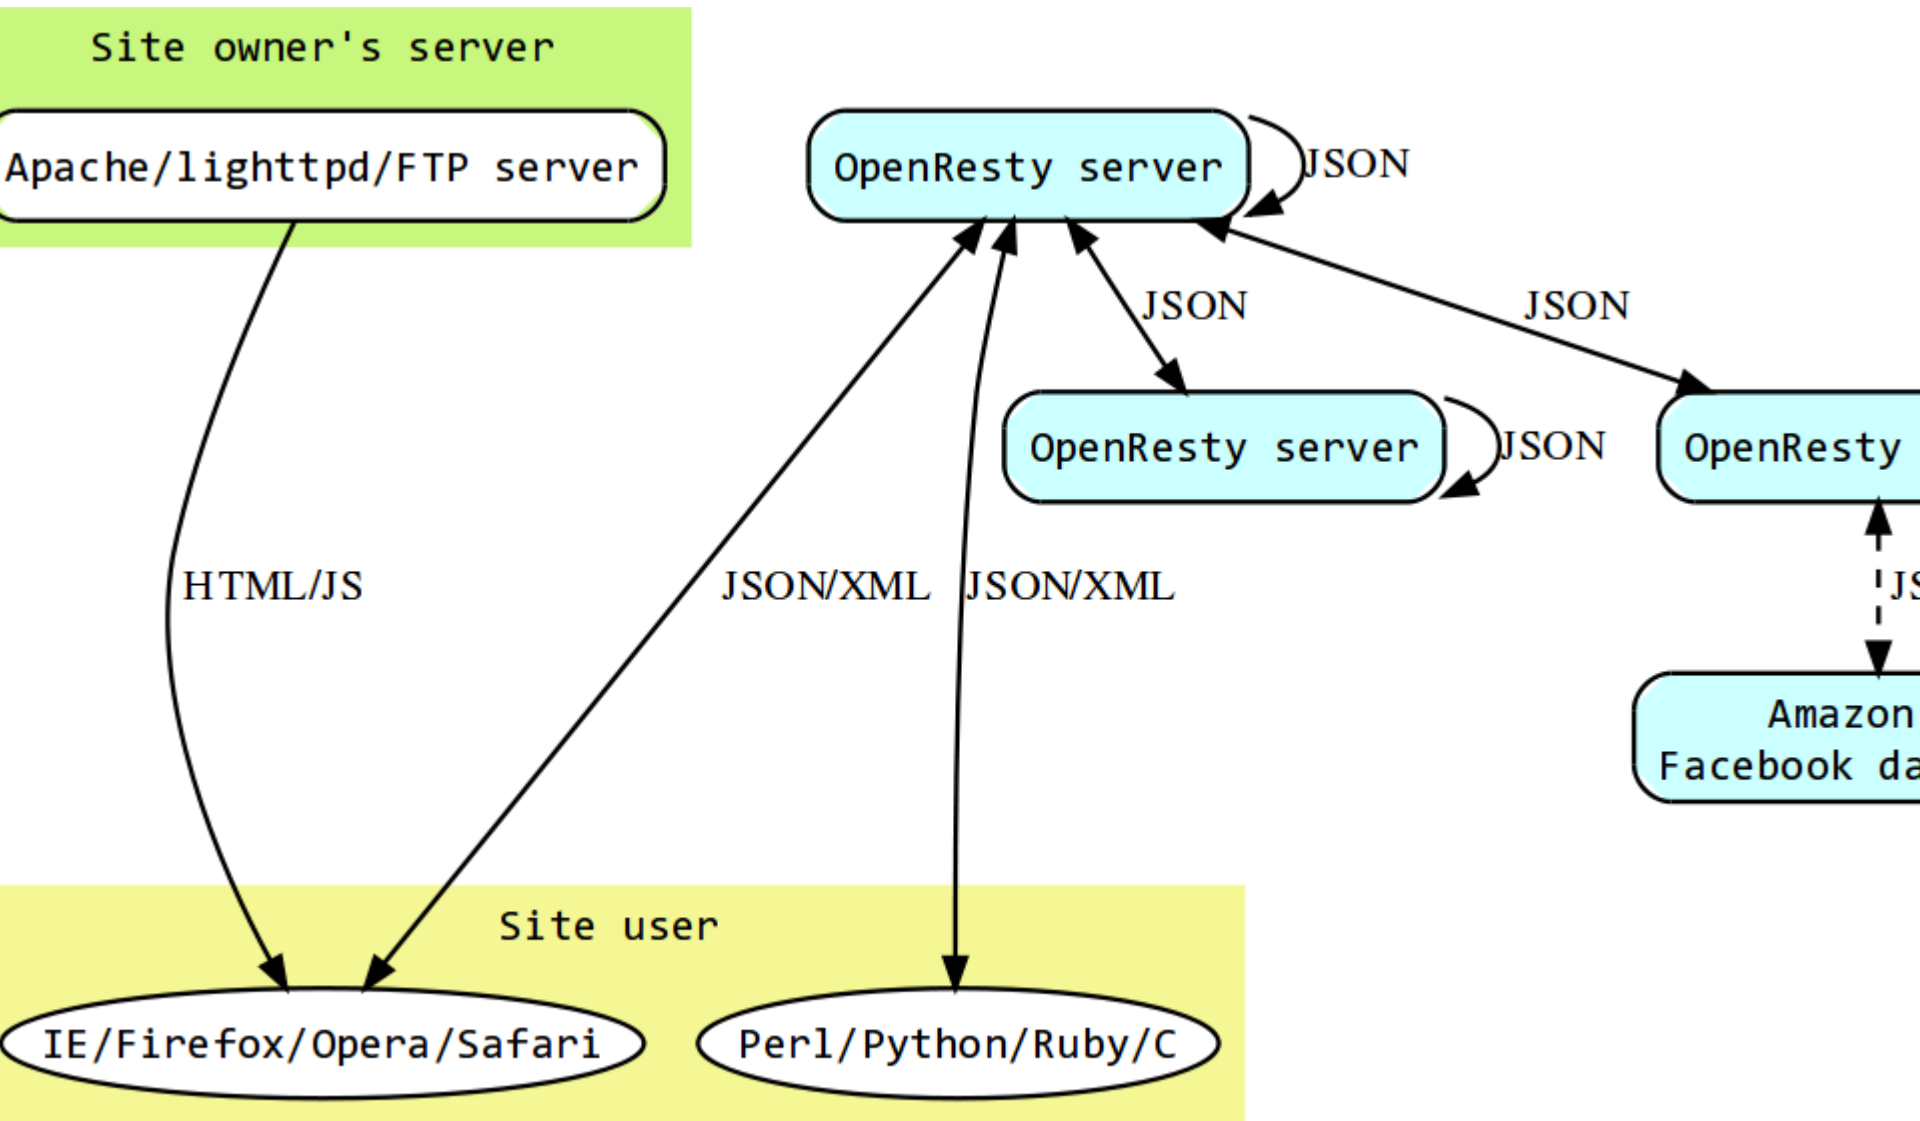 Site owner's server
Apache/lighttpd/FTP server
OpenResty server
JSON
JSON
JSON
OpenResty server
JSON
OpenResty
HTML/JS
JSON/XML
JSON/XML
Amazon
Facebook
Site user
IE/Firefox/Opera/Safari
Perl/Python/Ruby/C